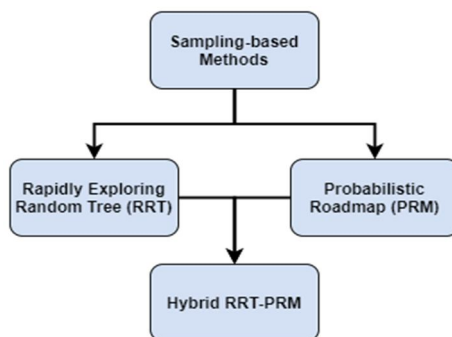 Sampling-based
Methods
Rapidly Exploring
Random Tree (RRT)
Probabilistic
Roadmap (PRM)
Hybrid RRT-PRM